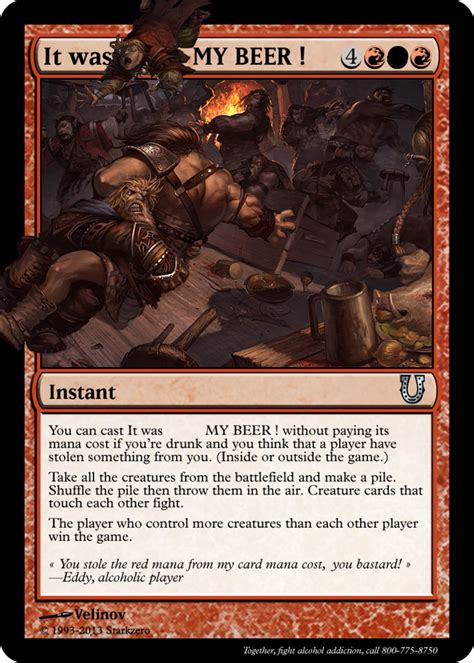 It was MY BEER ! 4
Instant
You can cast It was MY BEER ! without paying its
mana cost if you're drunk and you think that a player have
stolen something from you. (Inside or outside the game.)
Take all the creatures from the battlefield and make a pile.
Shuffle the pile then throw them in the air. Creature cards that
touch each other fight.
The player who control more creatures than each other player
win the game.
« You stole the red mana from my card mana cost, you bastard! »
—Eddy, alcoholic player
Velinov
© 1993-2013 Starkzero
Together, fight alcohol addiction, call 800-775-8750